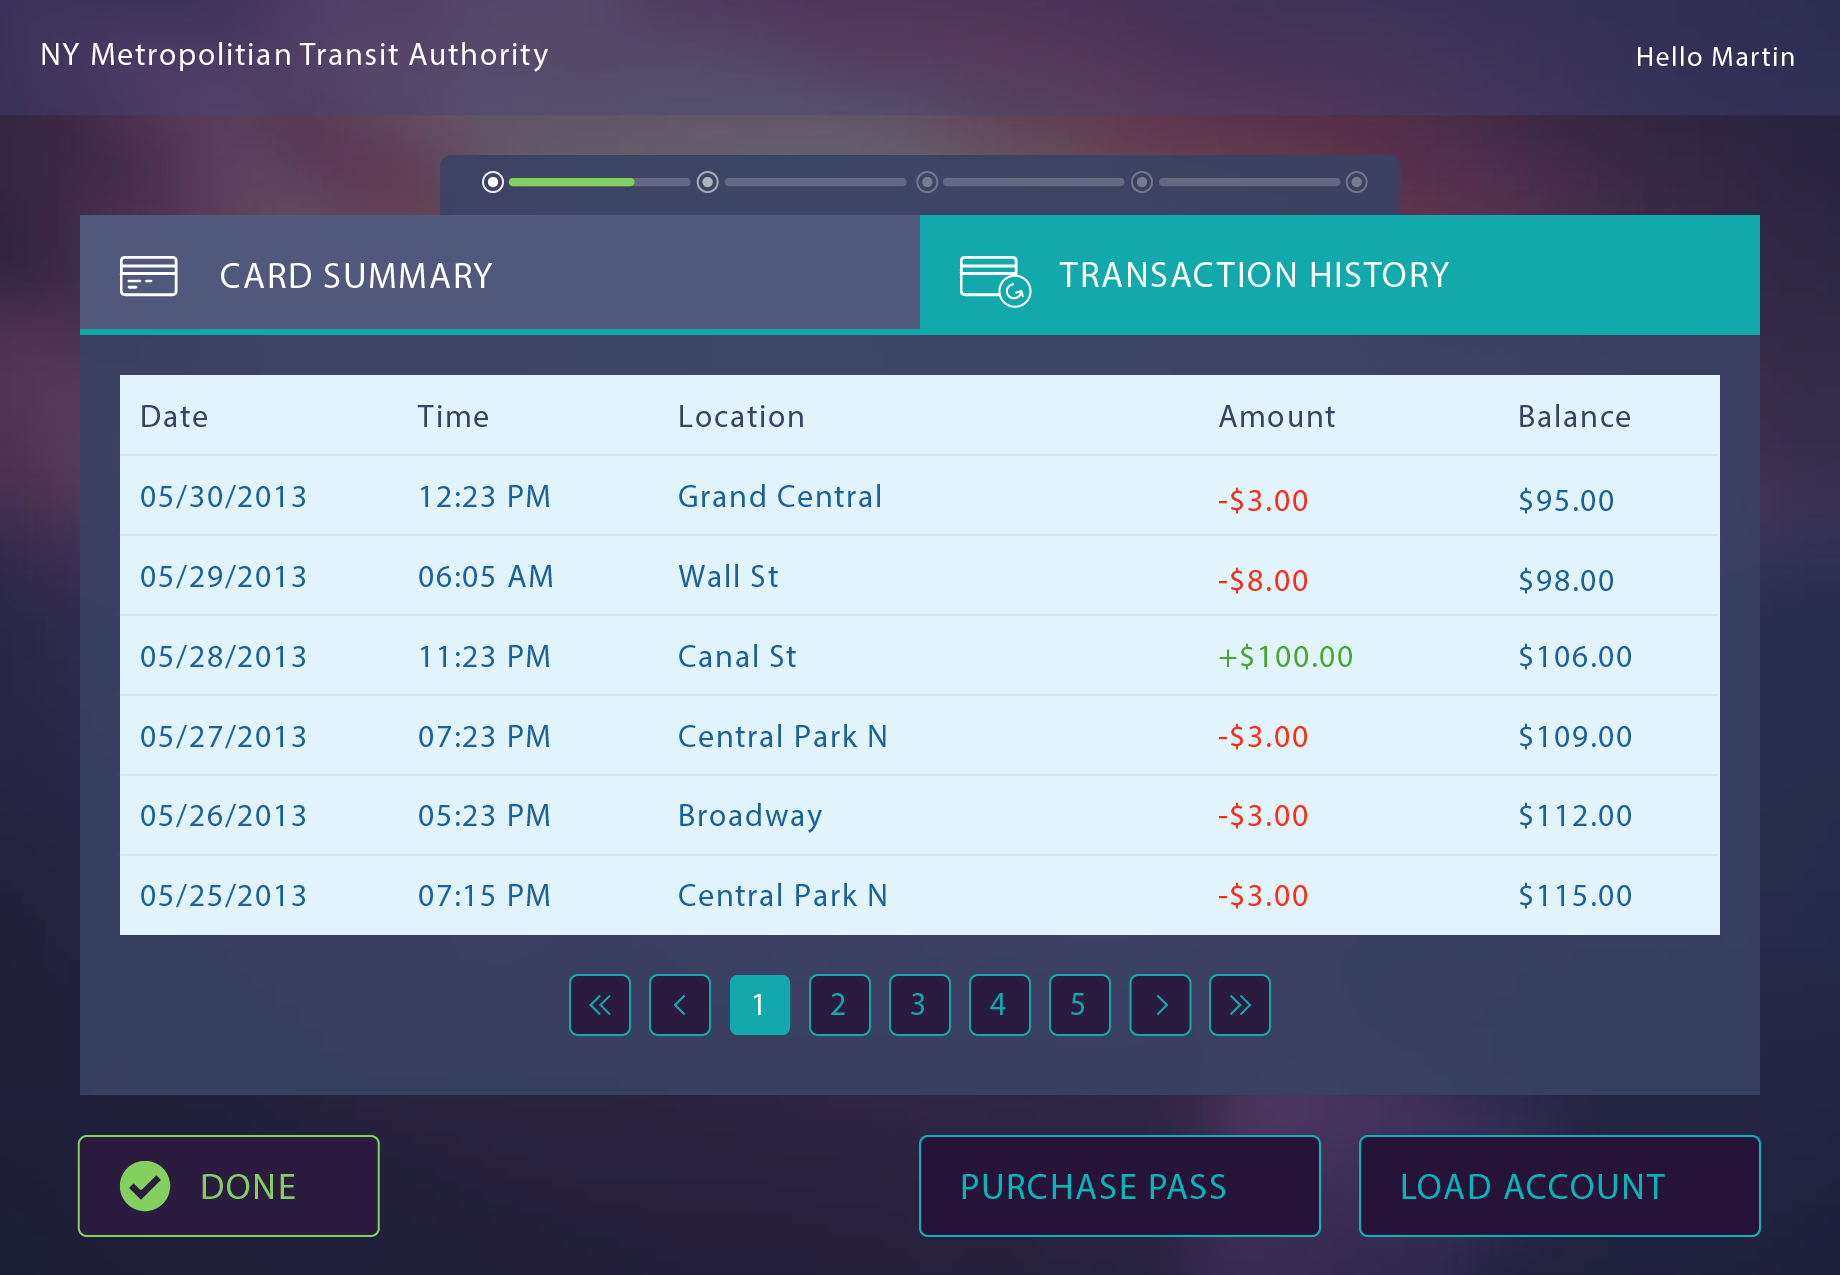 NY Metropolitian Transit Authority
Hello Martin
CARD SUMMARY
TRANSACTION HISTORY
Date Time Location Amount Balance
05/30/2013 12:23 PM Grand Central -$3.00 $95.00
05/29/2013 06:05 AM Wall St -$8.00 $98.00
05/28/2013 11:23 PM Canal St +$100.00 $106.00
05/27/2013 07:23 PM Central Park N -$3.00 $109.00
05/26/2013 05:23 PM Broadway -$3.00 $112.00
05/25/2013 07:15 PM Central Park N -$3.00 $115.00
1 2 3 4 5
DONE
PURCHASE PASS
LOAD ACCOUNT